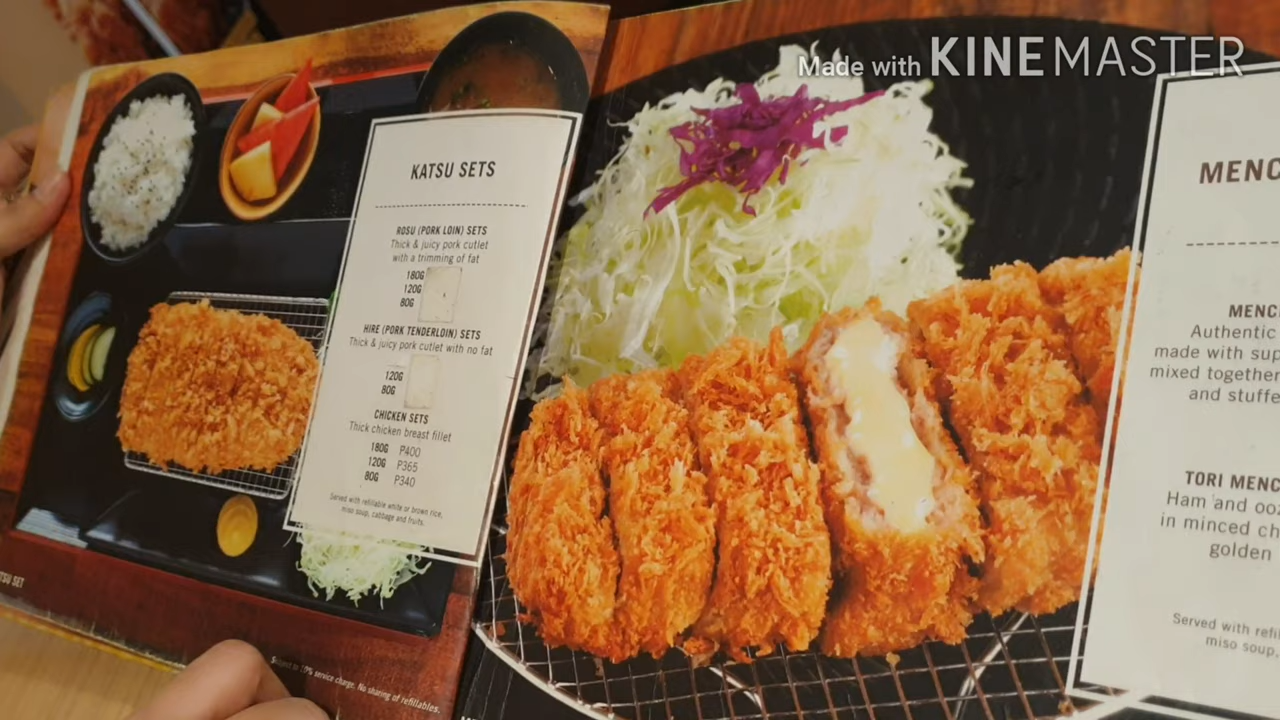 Made with KINEMASTER
KATSU SETS
ROSU (PORK LOIN) SETS
Thick & juicy pork cutlet
with a trimming of fat
180G
120G
80G
HIRE (PORK TENDERLOIN) SETS
Thick & juicy pork cutlet with no fat
120G
80G
CHICKEN SETS
Thick chicken breast fillet
180G P400
120G P365
80G P340
Served with refillable white or brown rice,
miso soup, cabbage and fruits.
SET
Subject to 10% service charge. No sharing of refillables.
MENC
MENC
Authentic
made with sup
mixed together
and stuffe
TORI MENC
Ham and ooz
in minced ch
golden
Served with refi
miso soup,